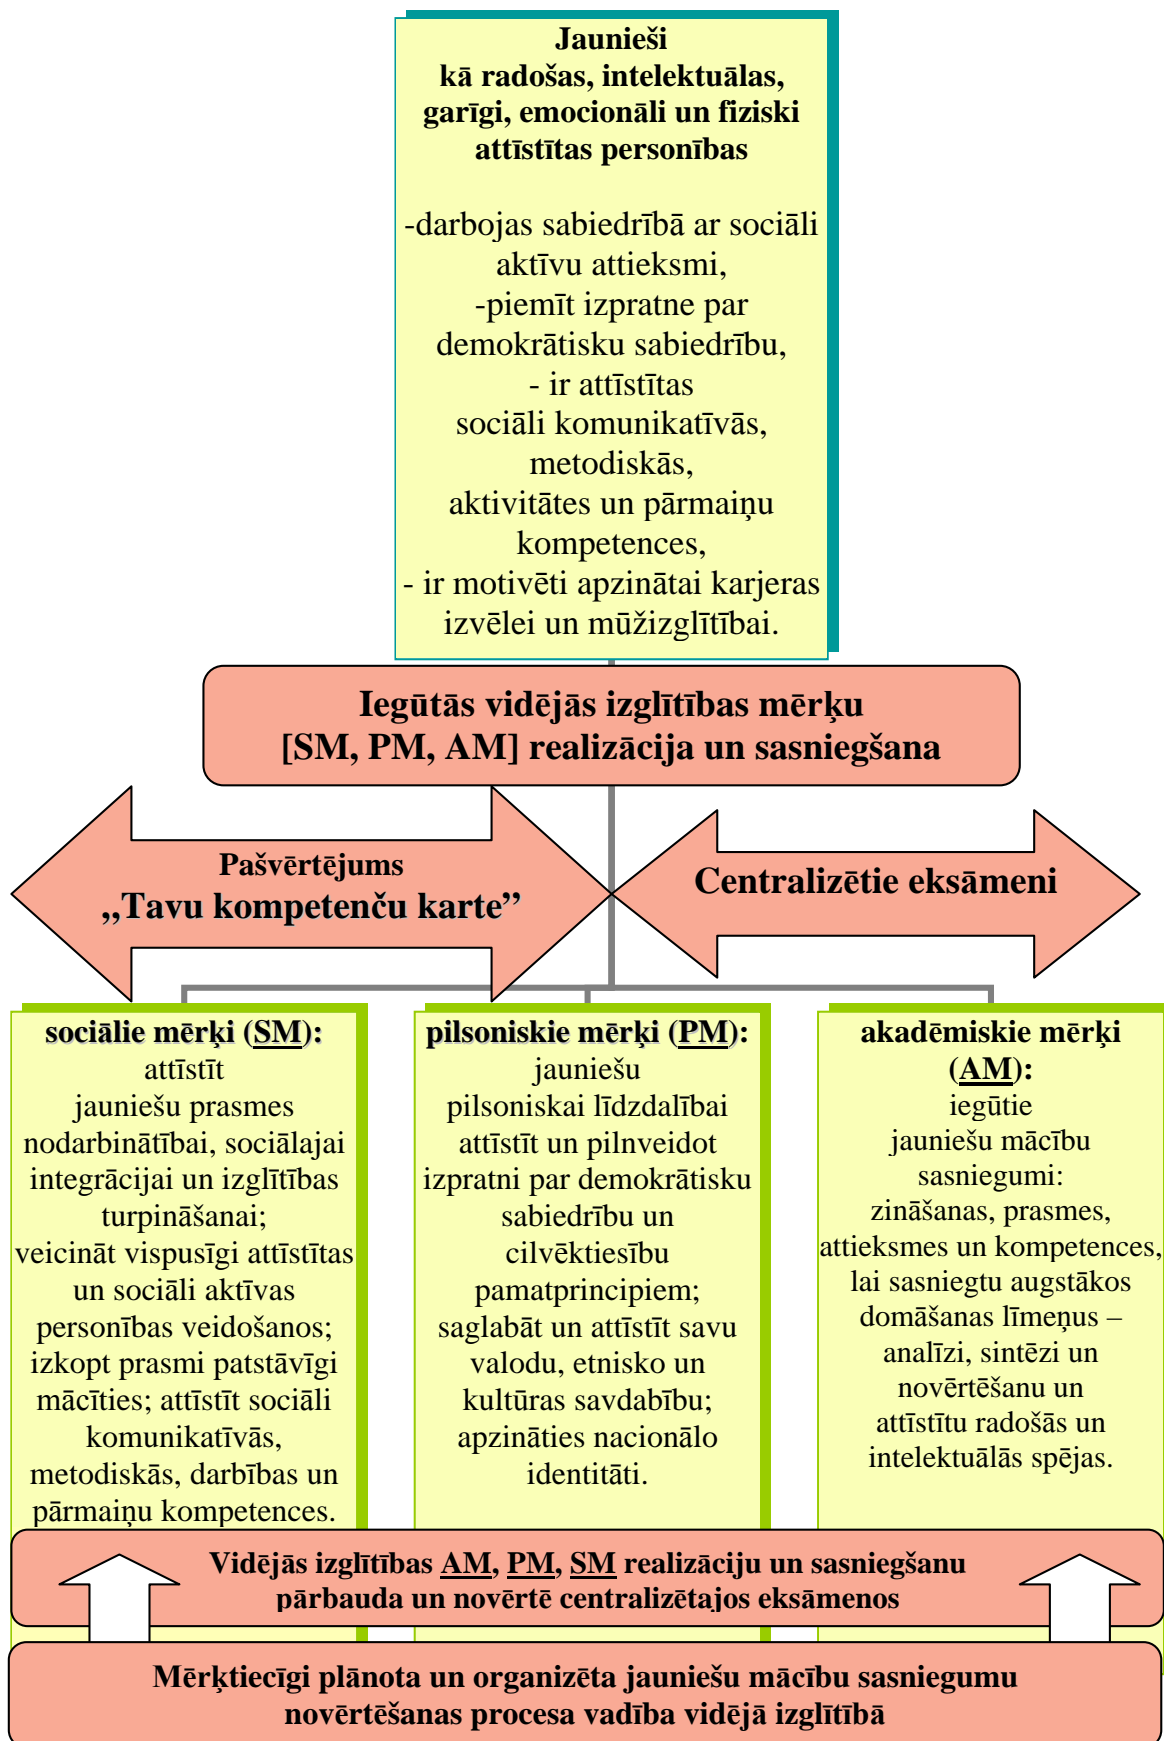 Jaunieši
kā radošas, intelektuālas,
garīgi, emocionāli un fiziski
attīstītas personības
-darbojas sabiedrībā ar sociāli
aktīvu attieksmi,
-piemīt izpratne par
demokrātisku sabiedrību,
- ir attīstītas
sociāli komunikatīvās,
metodiskās,
aktivitātes un pārmaiņu
kompetences,
- ir motivēti apzinātai karjeras
izvēlei un mūžizglītībai.
Iegūtās vidējās izglītības mērķu
[SM, PM, AM] realizācija un sasniegšana
Pašvērtējums
„Tavu kompetenču karte”
Centralizētie eksāmeni
sociālie mērķi (SM):
attīstīt
jauniešu prasmes
nodarbinātībai, sociālajai
integrācijai un izglītības
turpināšanai;
veicināt vispusīgi attīstītas
un sociāli aktīvas
personības veidošanos;
izkopt prasmi patstāvīgi
mācīties; attīstīt sociāli
komunikatīvās,
metodiskās, darbības un
pārmaiņu kompetences.
pilsoniskie mērķi (PM):
jauniešu
pilsoniskai līdzdalībai
attīstīt un pilnveidot
izpratni par demokrātisku
sabiedrību un
cilvēktiesību
pamatprincipiem;
saglabāt un attīstīt savu
valodu, etnisko un
kultūras savdabību;
apzināties nacionālo
identitāti.
akadēmiskie mērķi
(AM):
iegūtie
jauniešu mācību
sasniegumi:
zināšanas, prasmes,
attieksmes un kompetences,
lai sasniegtu augstākos
domāšanas līmeņus –
analīzi, sintēzi un
novērtēšanu un
attīstītu radošās un
intelektuālās spējas.
Vidējās izglītības AM, PM, SM realizāciju un sasniegšanu
pārbauda un novērtē centralizētajos eksāmenos
Mērķtiecīgi plānota un organizēta jauniešu mācību sasniegumu
novērtēšanas procesa vadība vidējā izglītībā